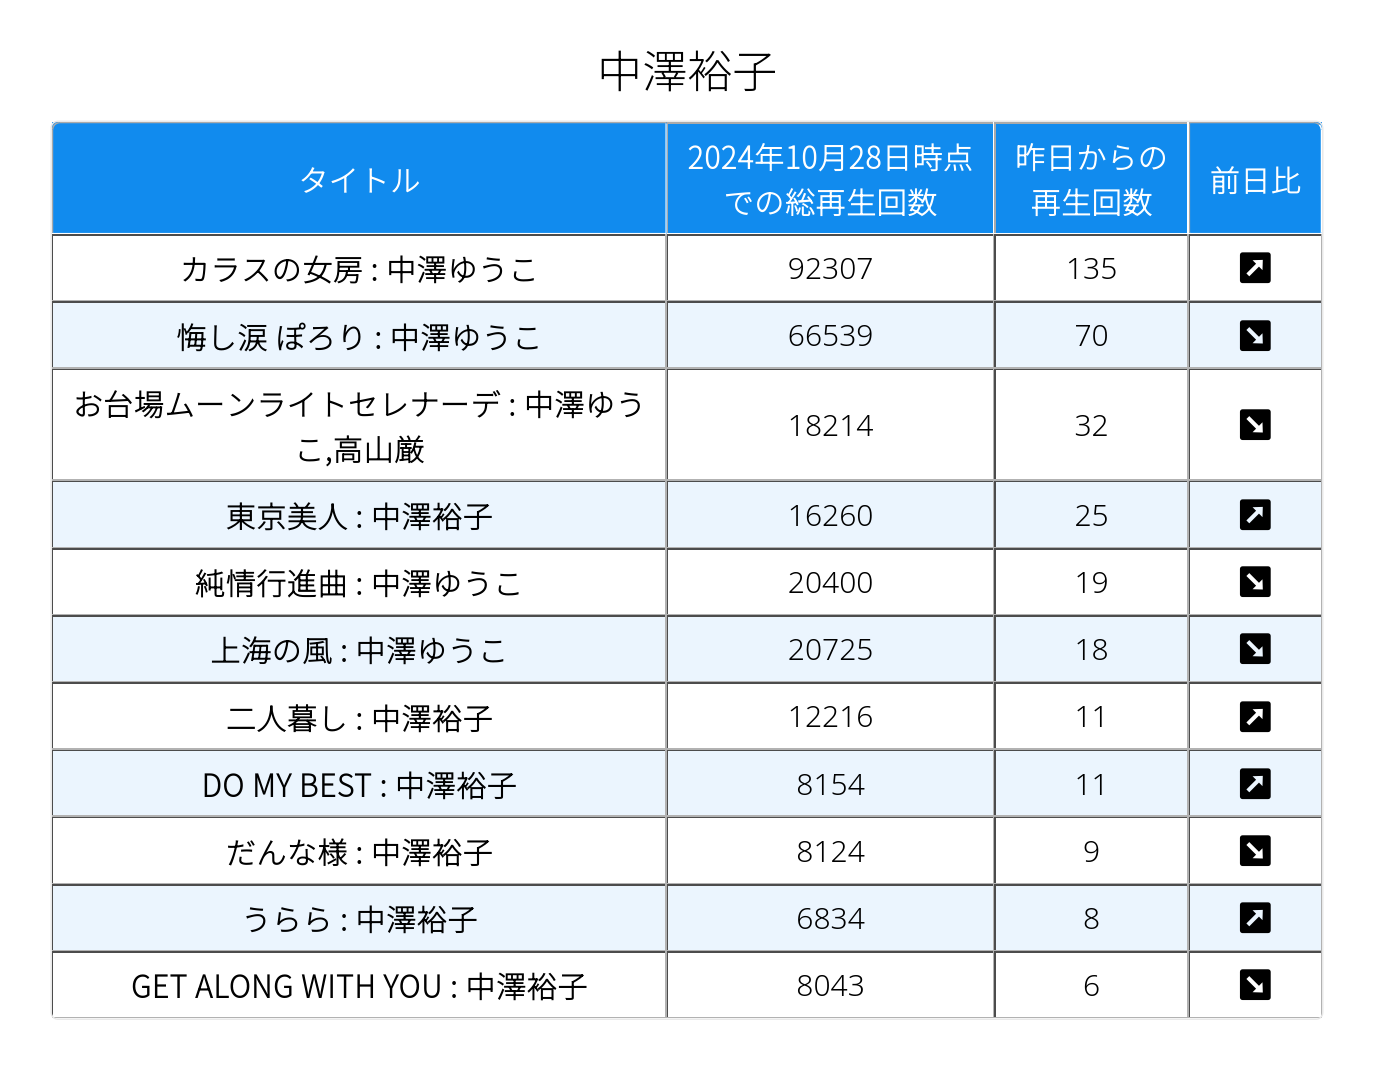 中澤裕子
タイトル
2024年10月28日時点
での総再生回数
昨日からの
再生回数
前日比
カラスの女房 : 中澤ゆうこ 92307 135
悔し涙 ぽろり : 中澤ゆうこ 66539 70
お台場ムーンライトセレナーデ : 中澤ゆう
こ,高山厳 18214 32
東京美人 : 中澤裕子 16260 25
純情行進曲 : 中澤ゆうこ 20400 19
上海の風 : 中澤ゆうこ 20725 18
二人暮し : 中澤裕子 12216 11
DO MY BEST : 中澤裕子 8154 11
だんな様 : 中澤裕子 8124 9
うらら : 中澤裕子 6834 8
GET ALONG WITH YOU : 中澤裕子 8043 6